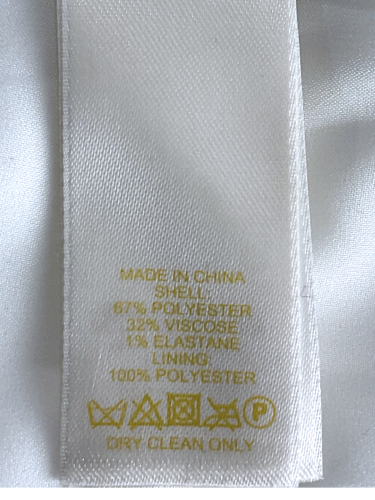 MADE IN CHINA
SHELL:
67% POLYESTER
32% VISCOSE
1% ELASTANE
LINING:
100% POLYESTER
P
DRY CLEAN ONLY